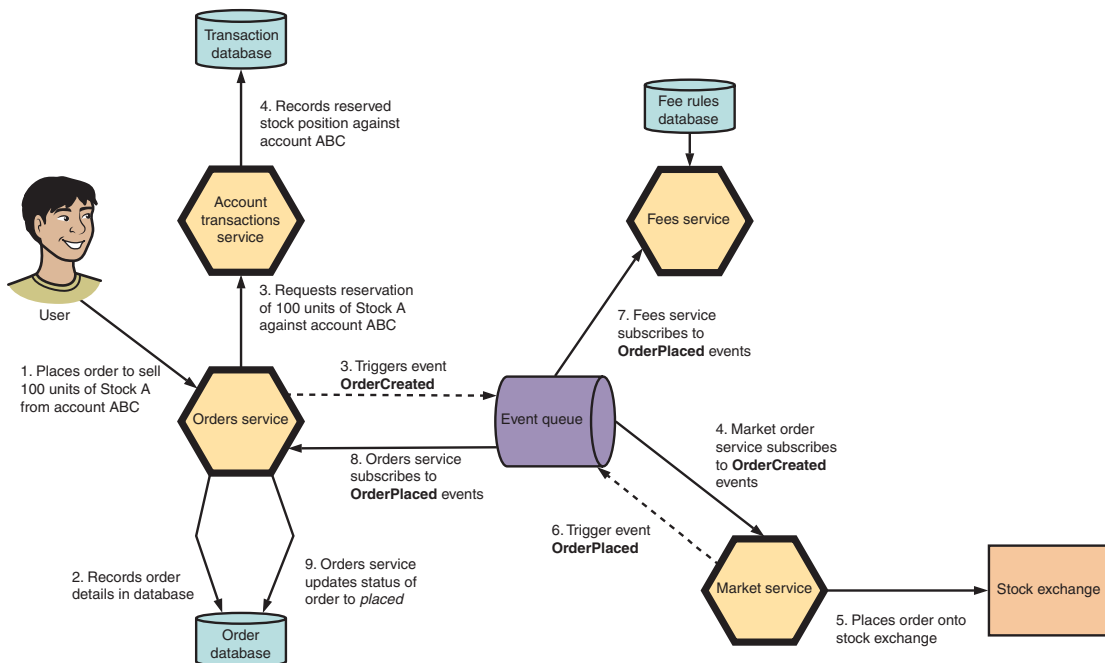 Transaction
database
4. Records reserved
stock position against
account ABC
Fee rules
database
Account
transactions
service
Fees service
User
3. Requests reservation
of 100 units of Stock A
against account ABC
7. Fees service
subscribes to
OrderPlaced events
1. Places order to sell
100 units of Stock A
from account ABC
3. Triggers event
OrderCreated
Orders service
Event queue
4. Market order
service subscribes
to OrderCreated
events
8. Orders service
subscribes to
OrderPlaced events
6. Trigger event
OrderPlaced
2. Records order
details in database
9. Orders service
updates status of
order to placed
Market service
Stock exchange
5. Places order onto
stock exchange
Order
database